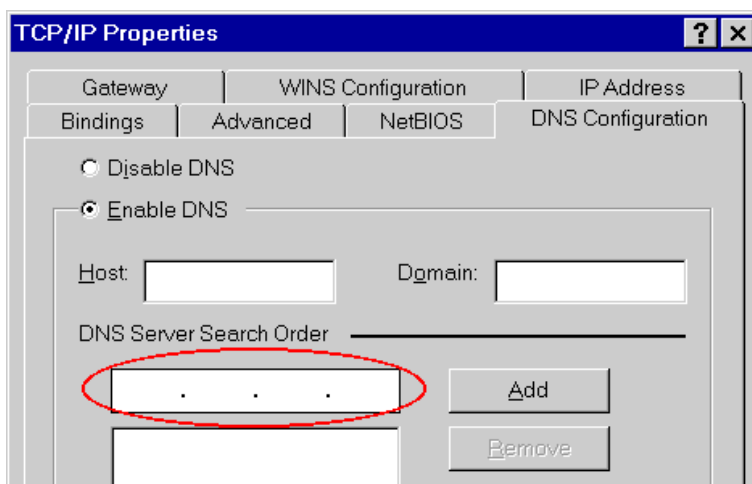 TCP/IP Properties ? ×
Gateway WINS Configuration IP Address
Bindings Advanced NetBIOS DNS Configuration
Disable DNS
Enable DNS
Host: Domain:
DNS Server Search Order
. . . Add
Remove